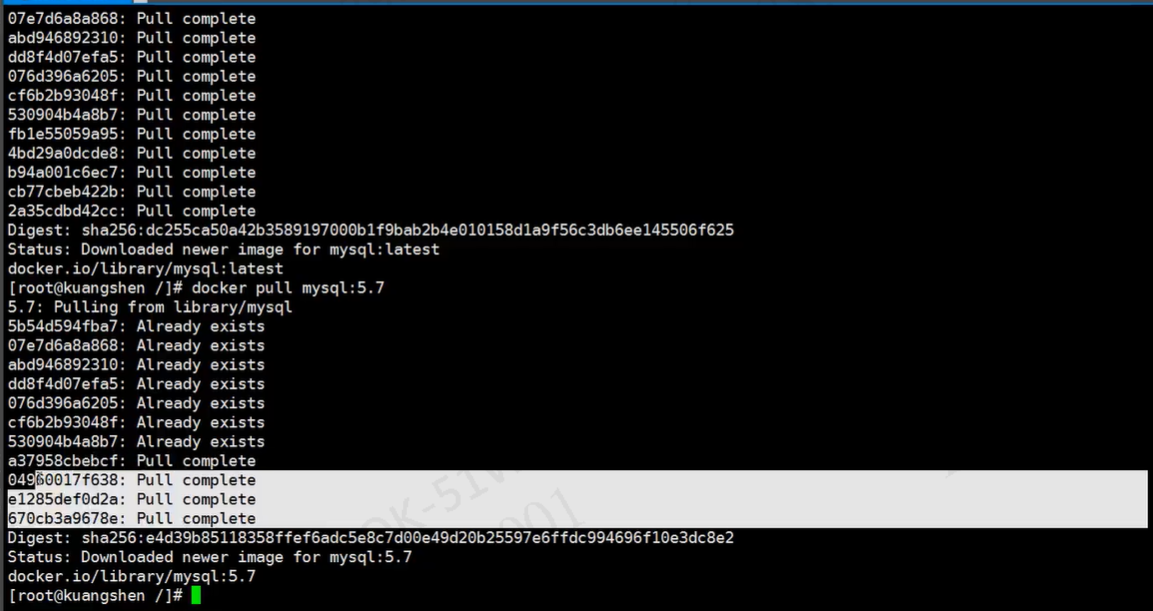 07e7d6a8a868: Pull complete
abd946892310: Pull complete
dd8f4d07efa5: Pull complete
076d396a6205: Pull complete
cf6b2b93048f: Pull complete
530904b4a8b7: Pull complete
fb1e55059a95: Pull complete
4bd29a0dcde8: Pull complete
b94a001c6ec7: Pull complete
cb77cbeb422b: Pull complete
2a35cdbd42cc: Pull complete
Digest: sha256:dc255ca50a42b3589197000b1f9bab2b4e010158d1a9f56c3db6ee145506f625
Status: Downloaded newer image for mysql:latest
docker.io/library/mysql:latest
[root@kuangshen /]# docker pull mysql:5.7
5.7: Pulling from library/mysql
5b54d594fba7: Already exists
07e7d6a8a868: Already exists
abd946892310: Already exists
dd8f4d07efa5: Already exists
076d396a6205: Already exists
cf6b2b93048f: Already exists
530904b4a8b7: Already exists
a37958cbebcf: Pull complete
04960017f638: Pull complete
e1285def0d2a: Pull complete
670cb3a9678e: Pull complete
Digest: sha256:e4d39b85118358ffef6adc5e8c7d00e49d20b25597e6ffdc994696f10e3dc8e2
Status: Downloaded newer image for mysql:5.7
docker.io/library/mysql:5.7
[root@kuangshen /]#